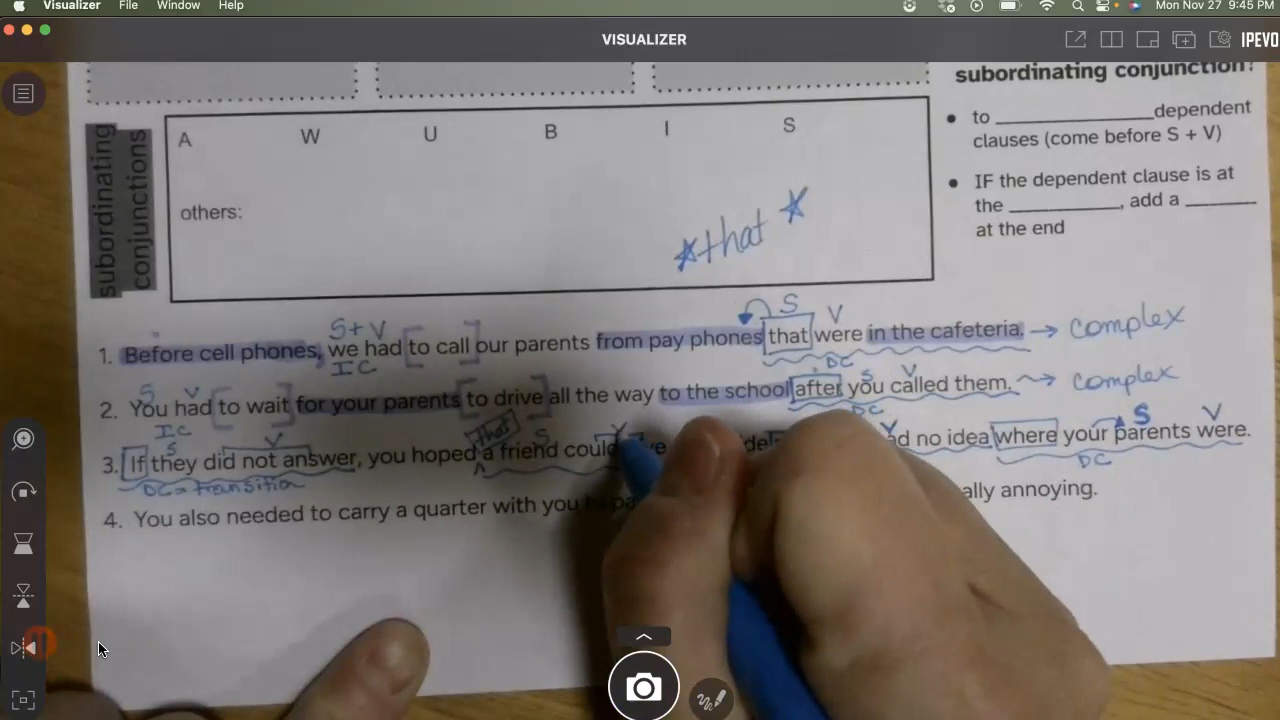 Visualizer File Window Help Mon Nov 27 9:45 PM
VISUALIZER
IPEVO
subordinating conjunction?
• to ____________ dependent
clauses (come before S + V)
• IF the dependent clause is at
the __________, add a ______
at the end
subordinating
conjunctions
A W U B I S
others:
☆that☆
S+V S V
1. Before cell phones, we had [to call] our parents from pay phones that were in the cafeteria. → complex
IC DC
S V S V
2. You had [to wait] for your parents [to drive] all the way to the school after you called them. → complex
IC DC
that
S V S V S V
3. If they did not answer, you hoped a friend could no idea where your parents were.
DC = transition DC
4. You also needed to carry a quarter with you to annoying.